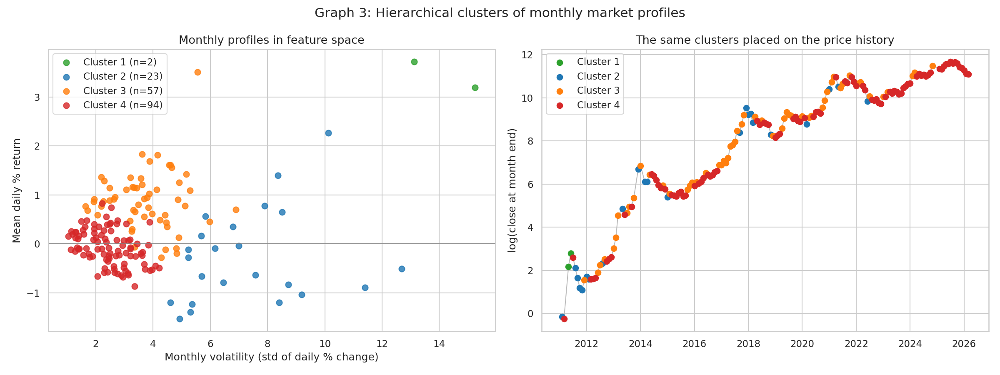 Graph 3: Hierarchical clusters of monthly market profiles
Monthly profiles in feature space
Cluster 1 (n=2)
Cluster 2 (n=23)
Cluster 3 (n=57)
Cluster 4 (n=94)
Mean daily % return
3
2
1
0
−1
2 4 6 8 10 12 14
Monthly volatility (std of daily % change)
The same clusters placed on the price history
Cluster 1
Cluster 2
Cluster 3
Cluster 4
log(close at month end)
12
10
8
6
4
2
0
2012 2014 2016 2018 2020 2022 2024 2026